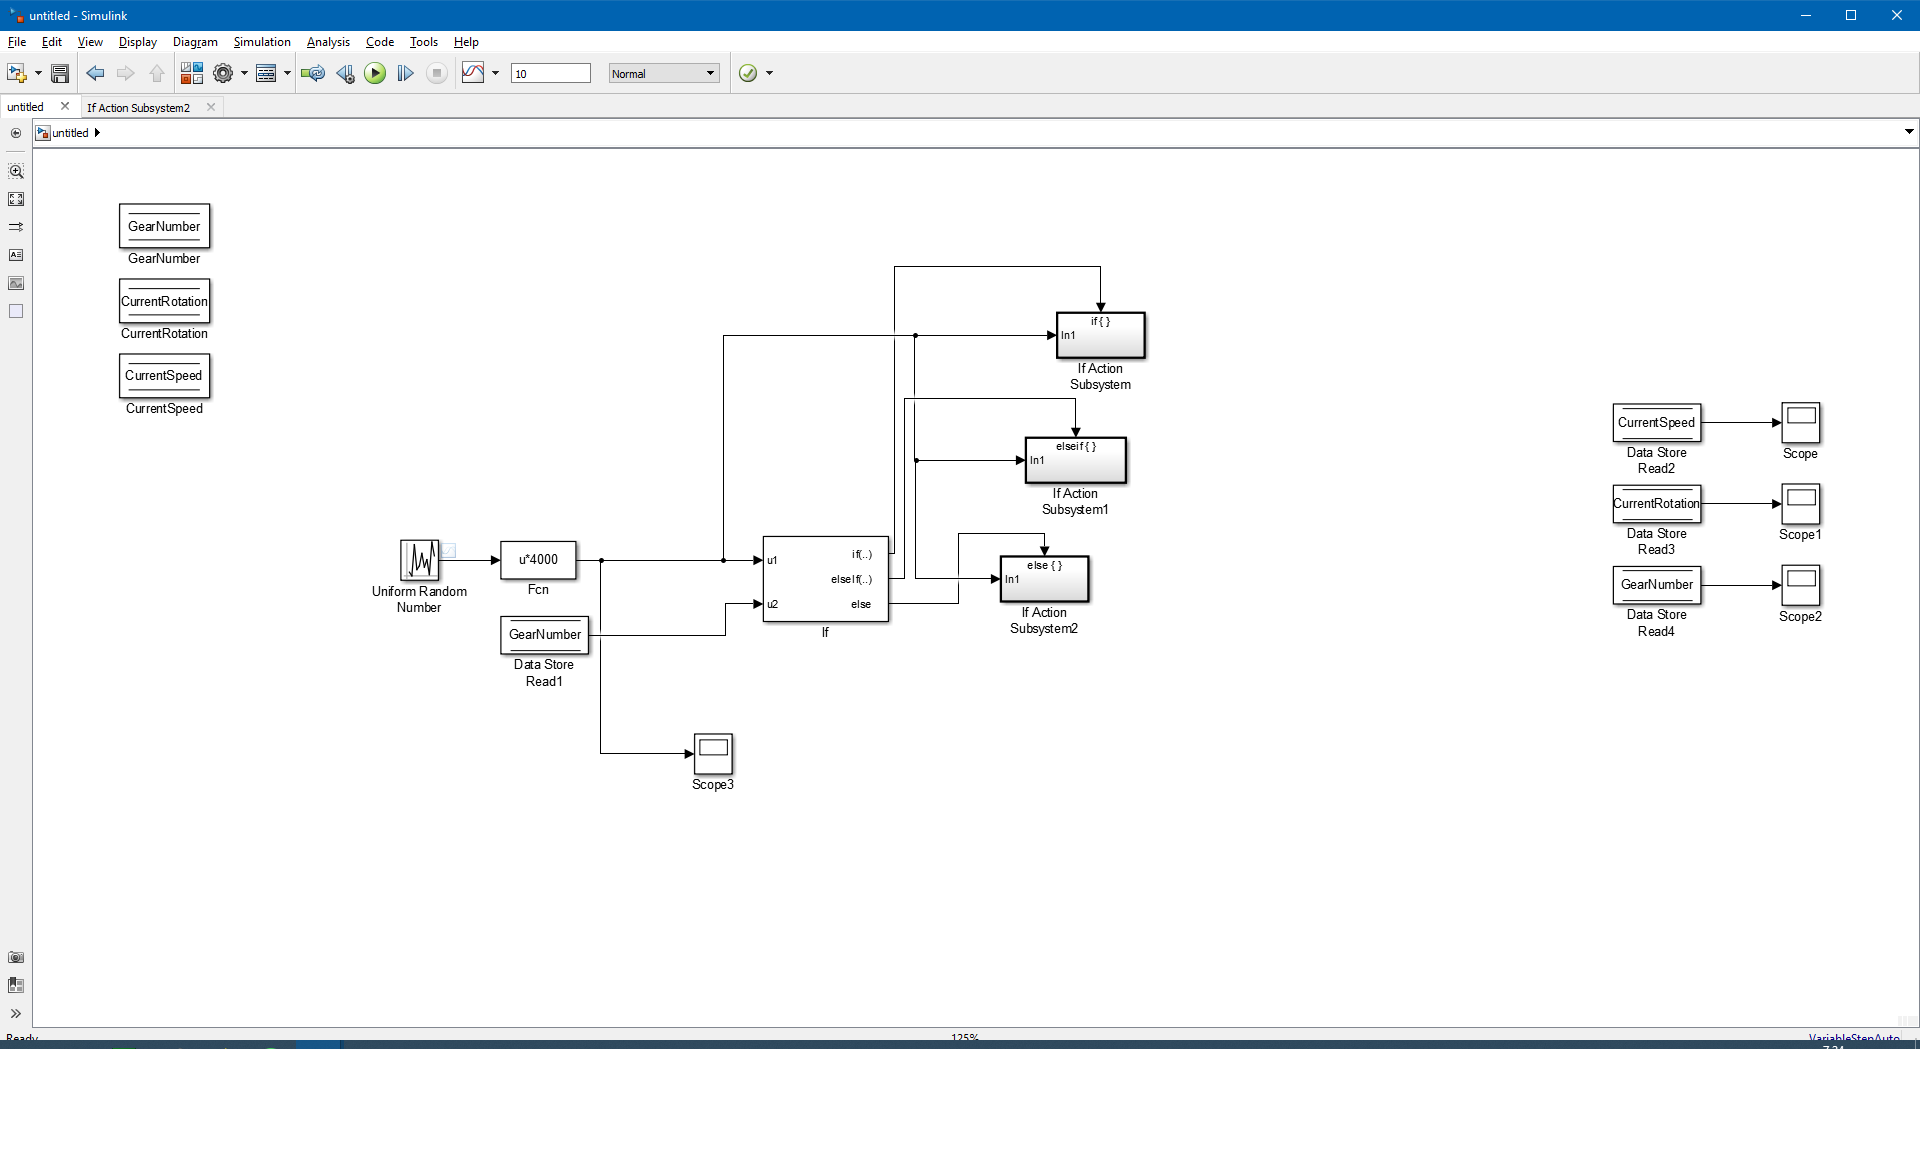 untitled - Simulink
File Edit View Display Diagram Simulation Analysis Code Tools Help
10 Normal
untitled If Action Subsystem2
untitled
GearNumber
GearNumber
CurrentRotation
CurrentRotation
CurrentSpeed
CurrentSpeed
if { }
In1
If Action
Subsystem
elseif { }
In1
If Action
Subsystem1
else { }
In1
If Action
Subsystem2
Uniform Random
Number
u*4000
Fcn
GearNumber
Data Store
Read1
u1
u2
if(..)
elseif(..)
else
If
Scope3
CurrentSpeed
Data Store
Read2
Scope
CurrentRotation
Data Store
Read3
Scope1
GearNumber
Data Store
Read4
Scope2
Ready 125% VariableStepAuto